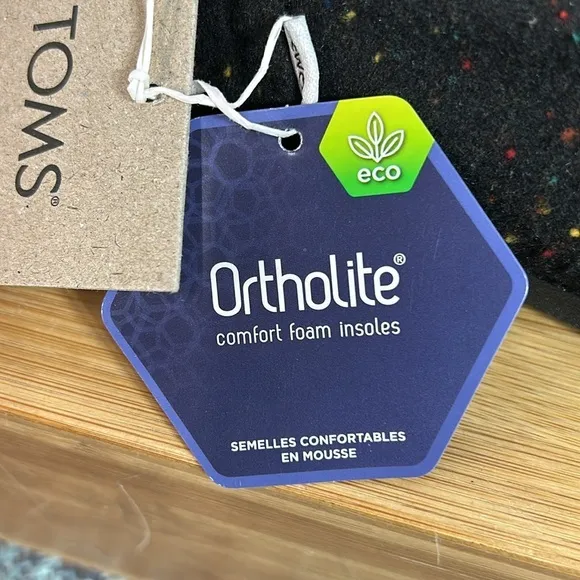 TOMS®
eco
Ortholite®
comfort foam insoles
SEMELLES CONFORTABLES
EN MOUSSE